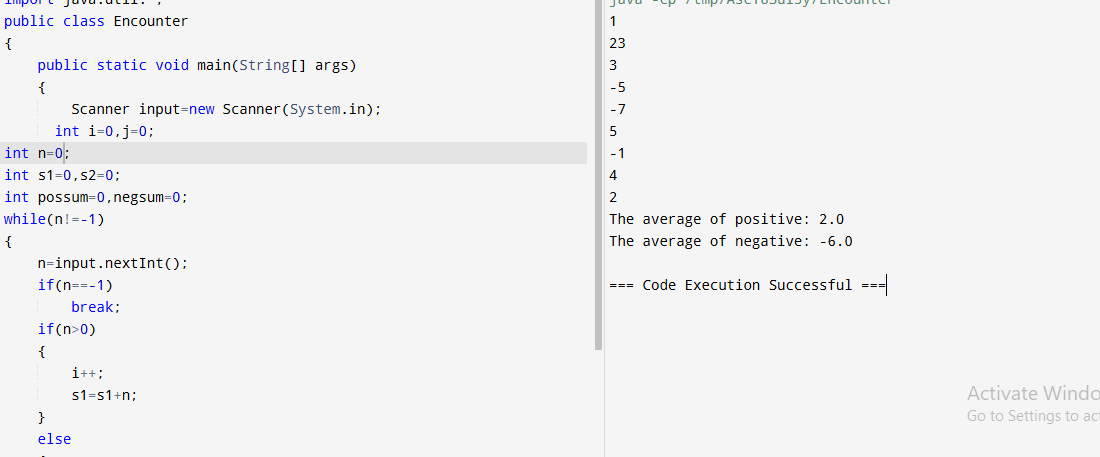 import java.util.*;
public class Encounter
{
public static void main(String[] args)
{
Scanner input=new Scanner(System.in);
int i=0,j=0;
int n=0;
int s1=0,s2=0;
int possum=0,negsum=0;
while(n!=-1)
{
n=input.nextInt();
if(n==-1)
break;
if(n>0)
{
i++;
s1=s1+n;
}
else
java -cp
1
23
3
-5
-7
5
-1
4
2
The average of positive: 2.0
The average of negative: -6.0
=== Code Execution Successful ===
Activate Windo
Go to Settings to act